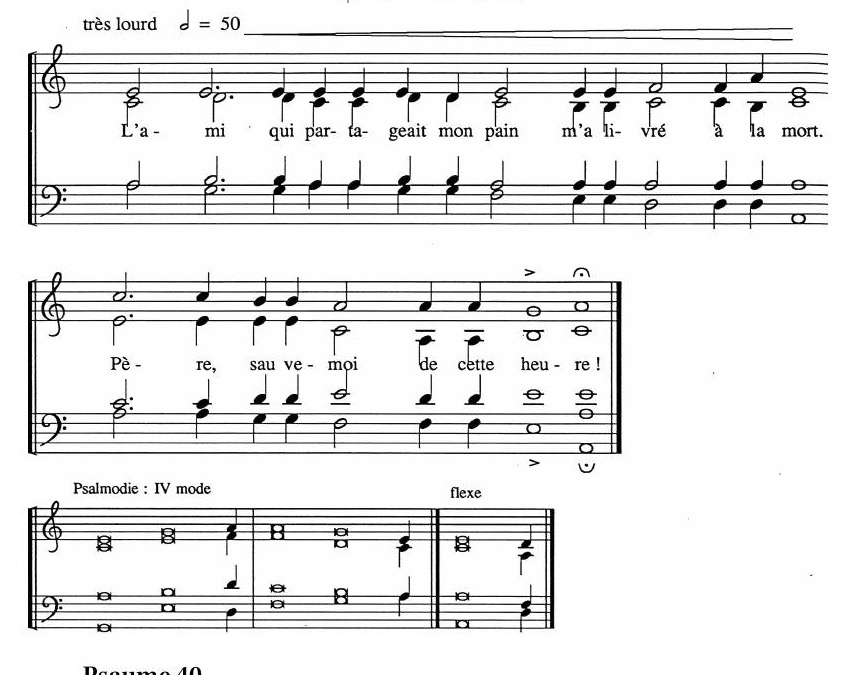 très lourd 𝅗𝅥 = 50
L'a - mi qui par- ta- geait mon pain m'a li- vré à la mort.
Pè - re, sau ve - moi de cette heu - re !
Psalmodie : IV mode
flexe
Psaume 40